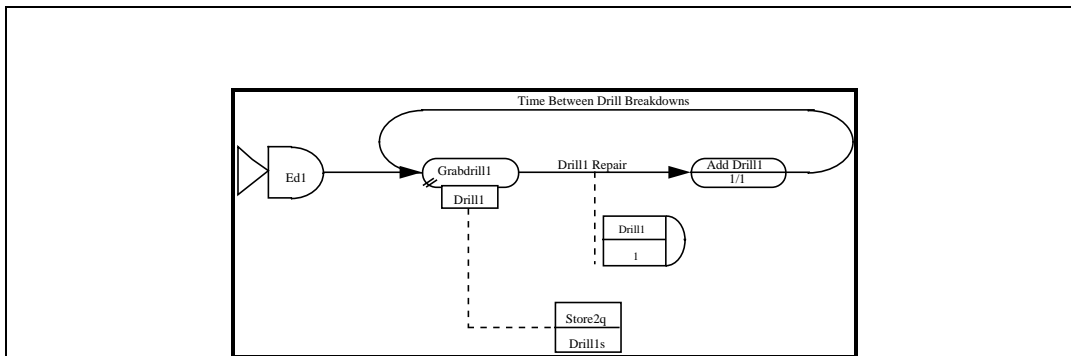 Time Between Drill Breakdowns
Ed1
Grabdrill1
Drill1
Drill1 Repair
Add Drill1
1/1
Drill1
1
Store2q
Drill1s